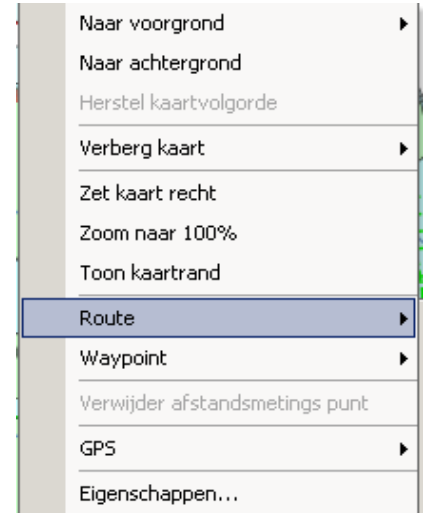 Naar voorgrond
Naar achtergrond
Herstel kaartvolgorde
Verberg kaart
Zet kaart recht
Zoom naar 100%
Toon kaartrand
Route
Waypoint
Verwijder afstandsmetings punt
GPS
Eigenschappen...